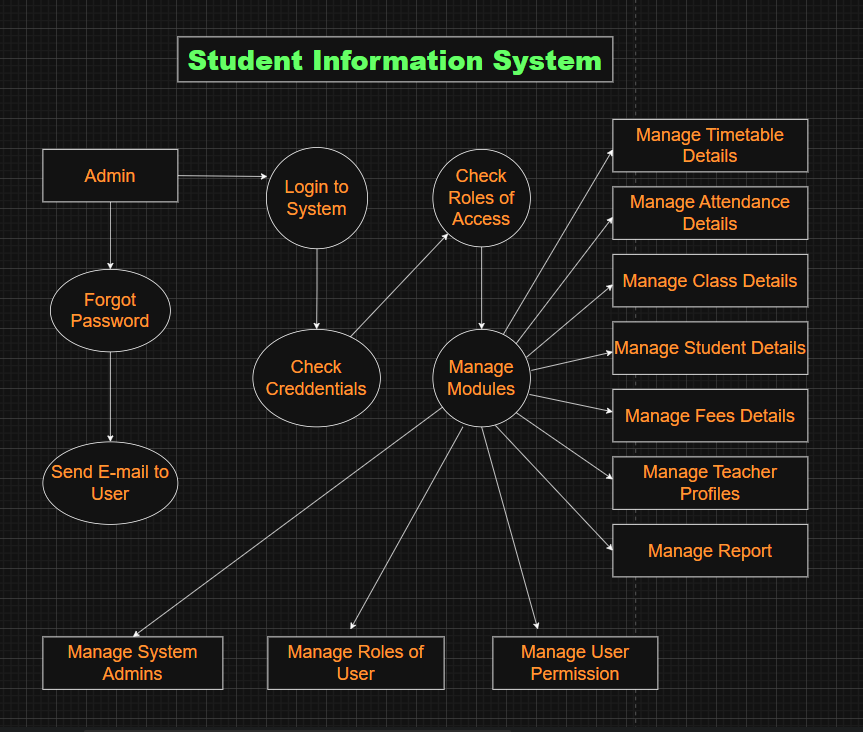 Student Information System
Admin
Login to
System
Check
Roles of
Access
Manage Timetable
Details
Manage Attendance
Details
Manage Class Details
Forgot
Password
Check
Creddentials
Manage
Modules
Manage Student Details
Manage Fees Details
Send E-mail to
User
Manage Teacher
Profiles
Manage Report
Manage System
Admins
Manage Roles of
User
Manage User
Permission